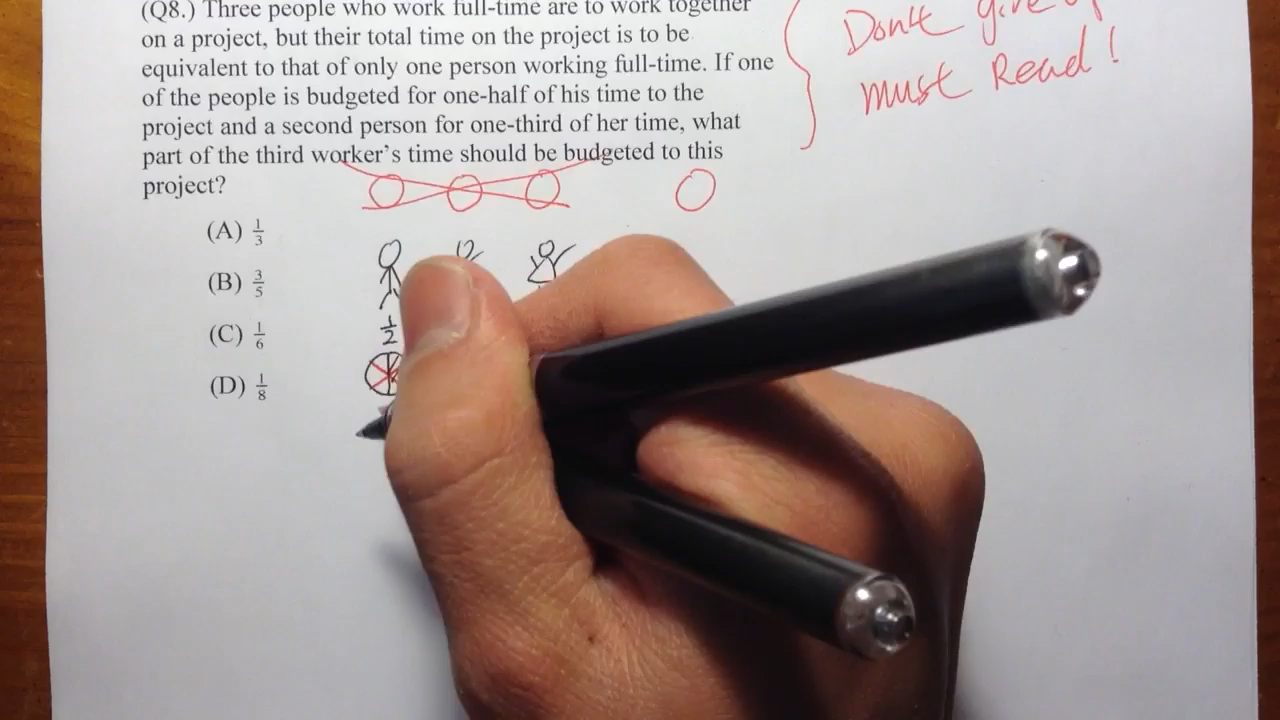 (Q8.) Three people who work full-time are to work together
on a project, but their total time on the project is to be
equivalent to that of only one person working full-time. If one
of the people is budgeted for one-half of his time to the
project and a second person for one-third of her time, what
part of the third worker's time should be budgeted to this
project?
Don't give
must Read!
(A) 1/3
(B) 3/5
(C) 1/6
(D) 1/8
1/2